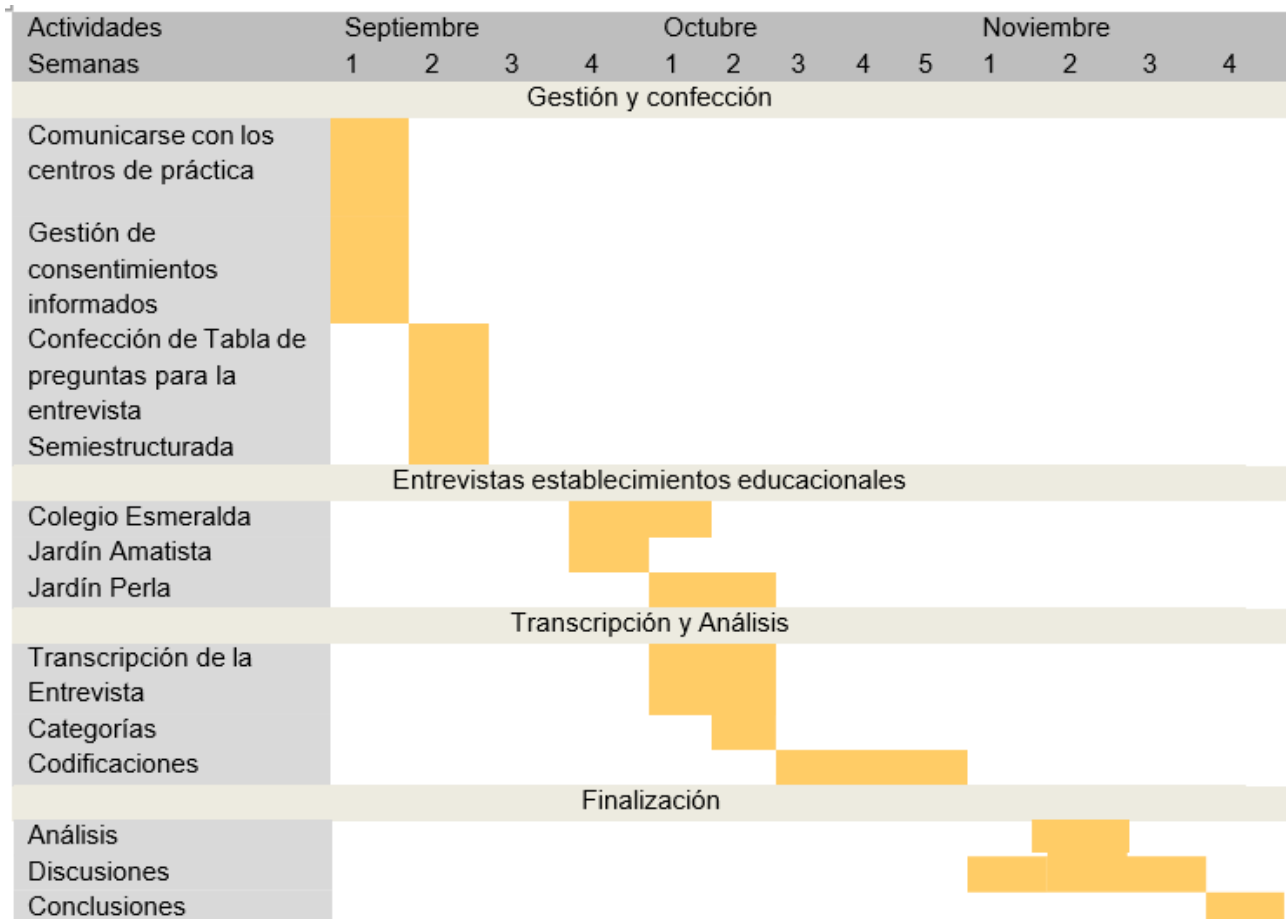 Actividades Septiembre Octubre Noviembre
Semanas 1 2 3 4 1 2 3 4 5 1 2 3 4
Gestión y confección
Comunicarse con los
centros de práctica
Gestión de
consentimientos
informados
Confección de Tabla de
preguntas para la
entrevista
Semiestructurada
Entrevistas establecimientos educacionales
Colegio Esmeralda
Jardín Amatista
Jardín Perla
Transcripción y Análisis
Transcripción de la
Entrevista
Categorías
Codificaciones
Finalización
Análisis
Discusiones
Conclusiones